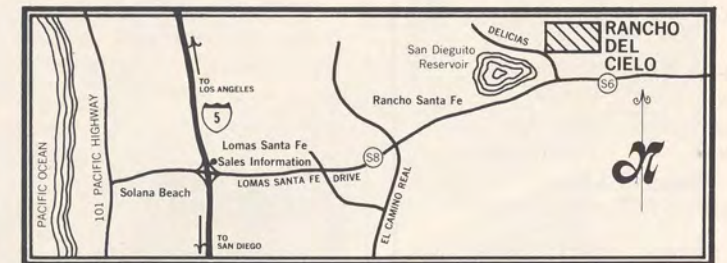 PACIFIC OCEAN
101 PACIFIC HIGHWAY
TO
LOS ANGELES
5
Lomas Santa Fe
Sales Information
Solana Beach
LOMAS SANTA FE DRIVE
TO
SAN DIEGO
S8
EL CAMINO REAL
Rancho Santa Fe
San Dieguito
Reservoir
DELICIAS
RANCHO
DEL
CIELO
S6
N